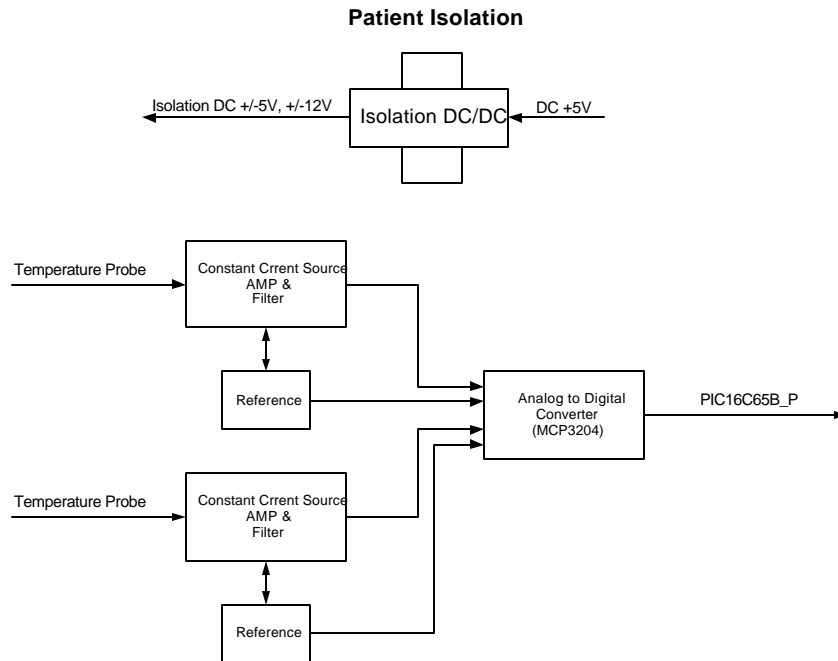 Patient Isolation
Isolation DC +/-5V, +/-12V
Isolation DC/DC
DC +5V
Temperature Probe
Constant Crrent Source
AMP &
Filter
Reference
Analog to Digital
Converter
(MCP3204)
PIC16C65B_P
Temperature Probe
Constant Crrent Source
AMP &
Filter
Reference